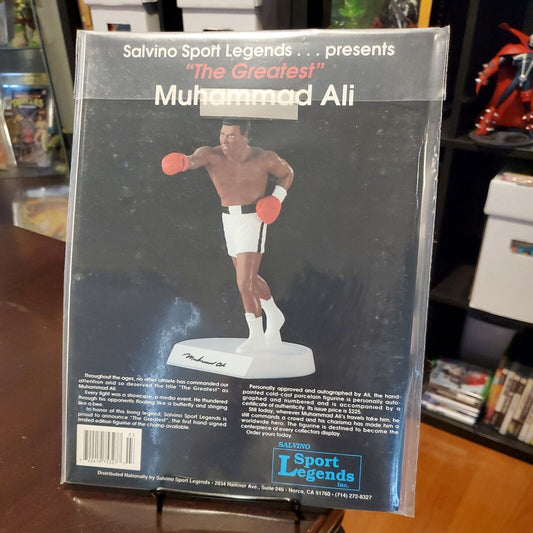 Salvino Sport Legends . . . presents
"The Greatest"
Muhammad Ali
Muhammad Ali
Throughout the ages, no other athlete has commanded our
attention and so deserved the title "The Greatest" as
Muhammad Ali.
Every fight was a showcase, a media event. He thundered
through his opponents floating like a butterfly and stinging
like a bee.
In honor of this living legend, Salvino Sport Legends is
proud to announce "The Greatest", the first hand signed
limited edition figurine of the champ available.
Personally approved and autographed by Ali, the hand-
painted cold-cast porcelain figurine is personally auto-
graphed and numbered and is accompanied by a
certificate of authenticity. Its issue price is $225.
Still today, wherever Muhammad Ali's travels take him, he
still commands a crowd and his charisma has made him a
worldwide hero. The figurine is destined to become the
centerpiece of every collectors display.
Order yours today.
SALVINO
Sport
Legends
Inc.
Distributed Nationally by Salvino Sport Legends - 2834 Hamner Ave., Suite 246 - Norco, CA 91760 - (714) 272-8327